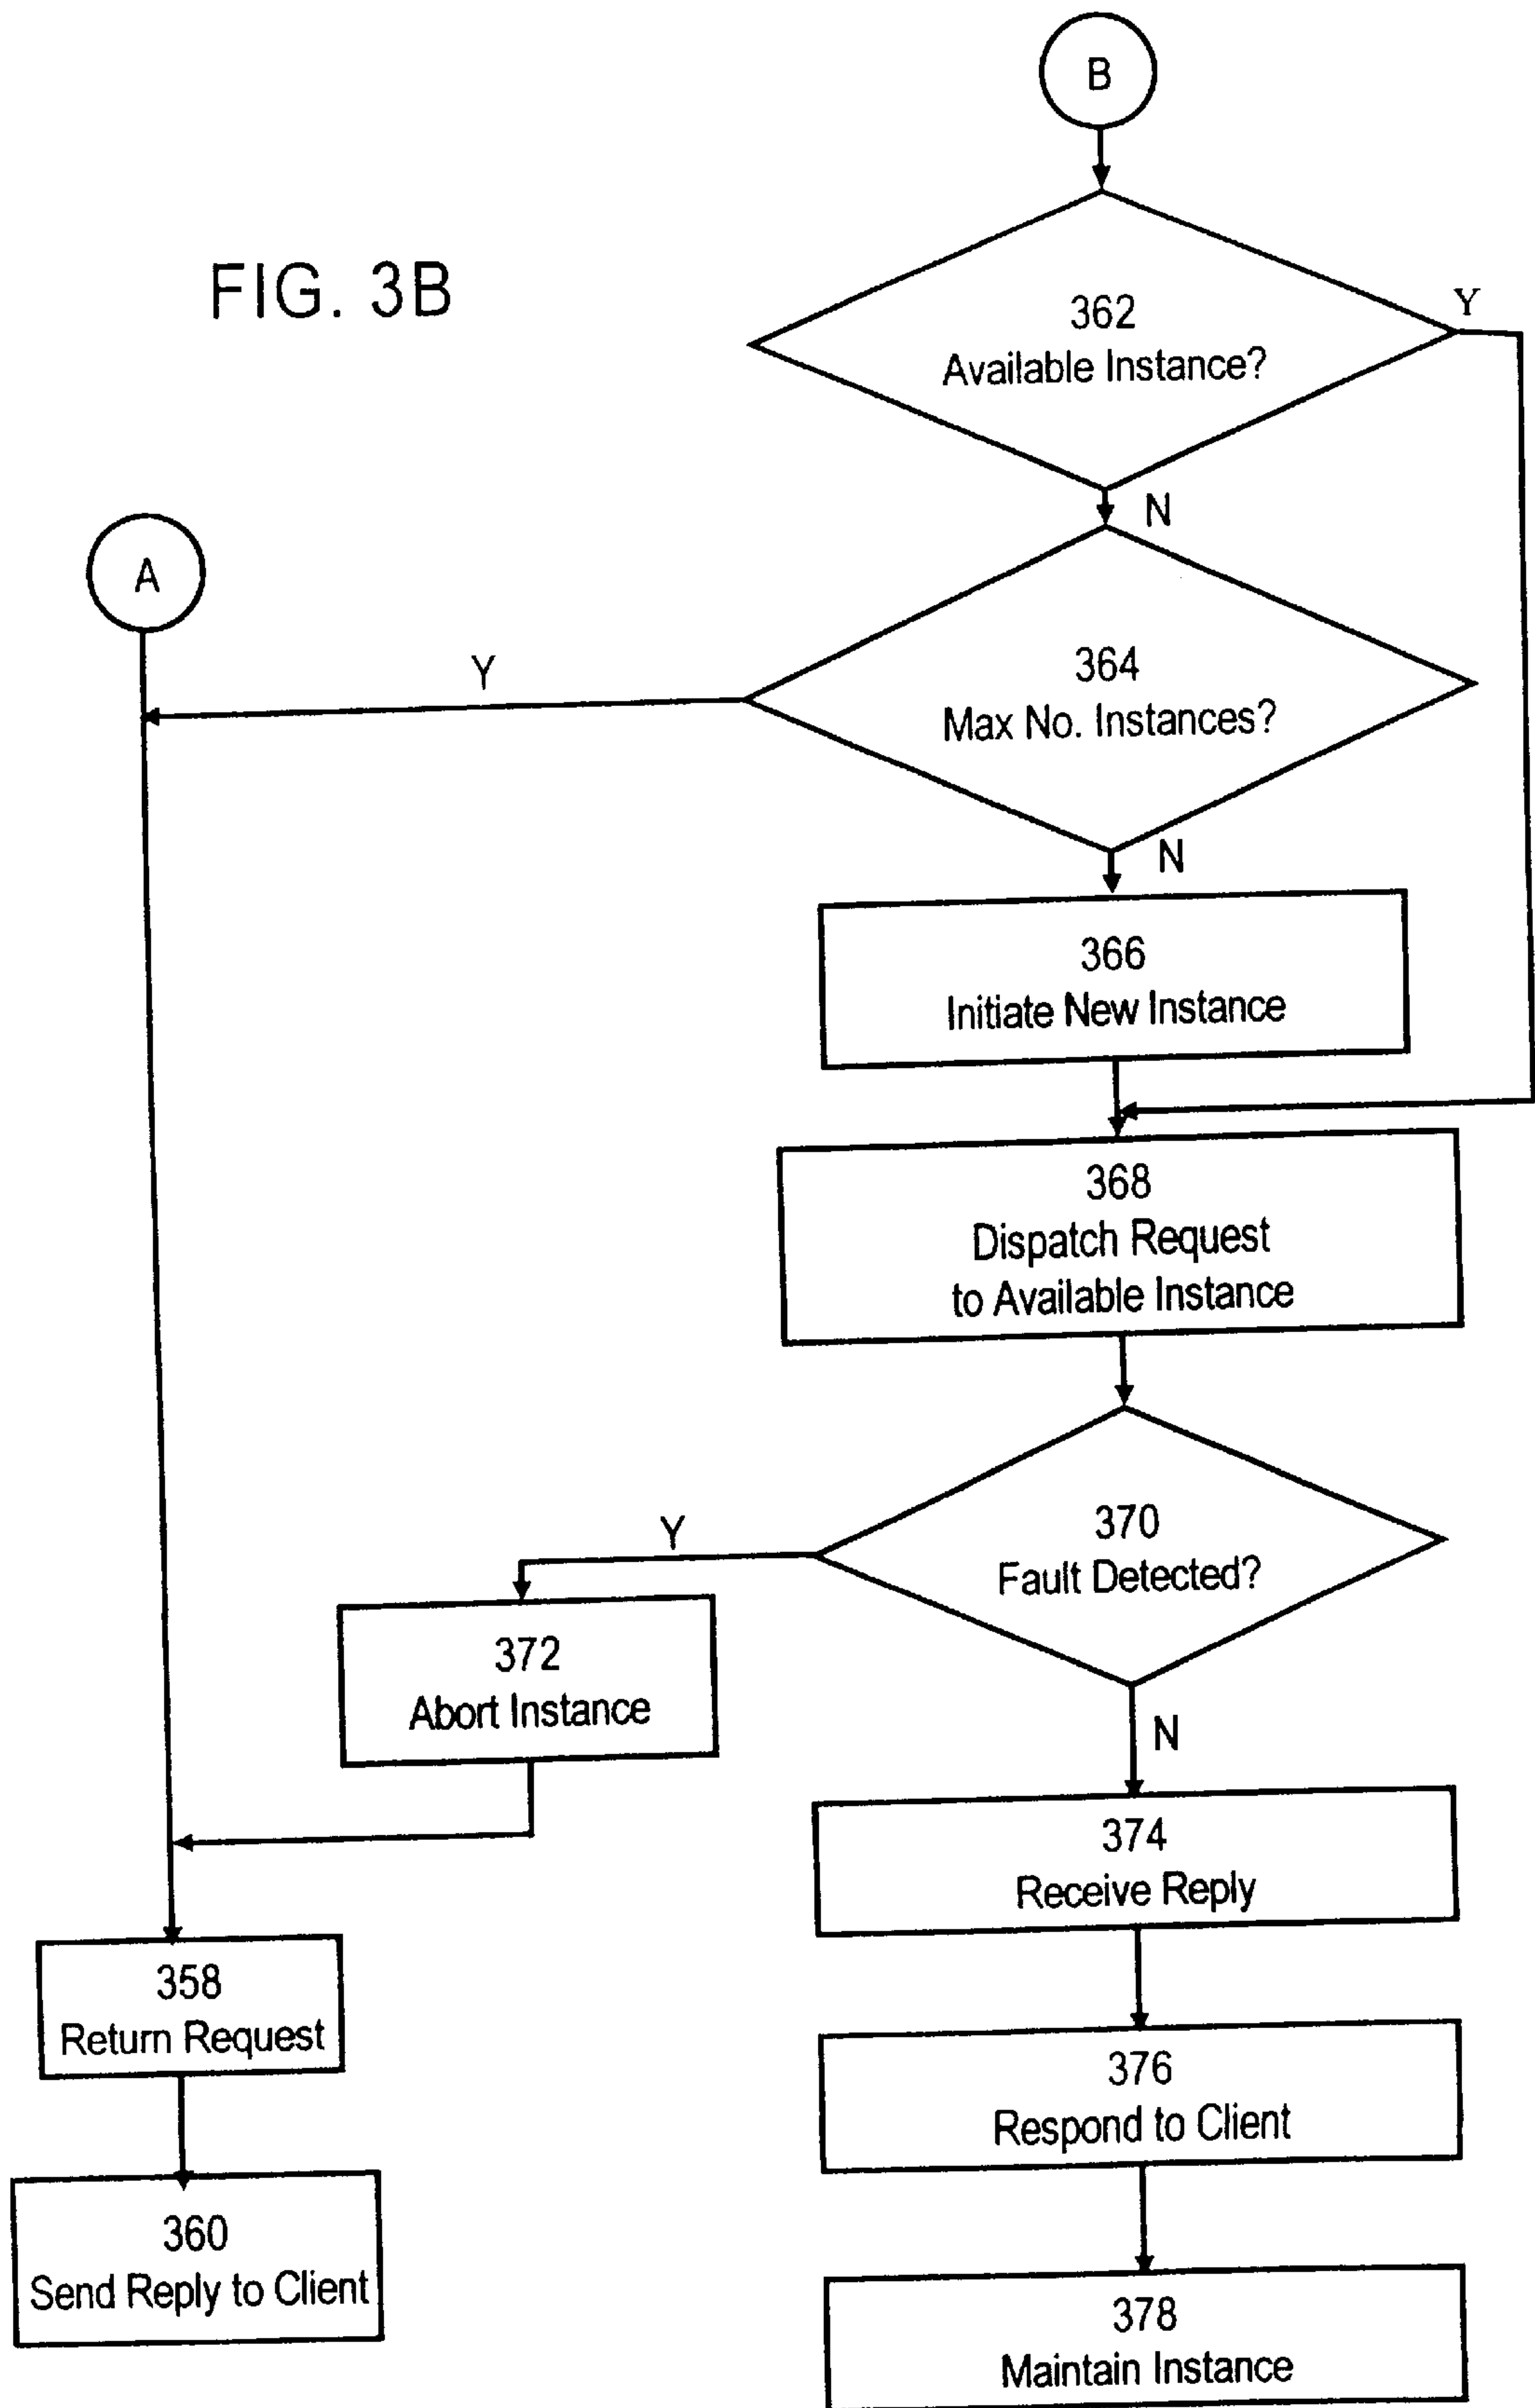 B
FIG. 3B
362
Available Instance?
Y
N
A
364
Max No. Instances?
Y
N
366
Initiate New Instance
368
Dispatch Request
to Available Instance
370
Fault Detected?
Y
372
Abort Instance
N
374
Receive Reply
358
Return Request
376
Respond to Client
360
Send Reply to Client
378
Maintain Instance